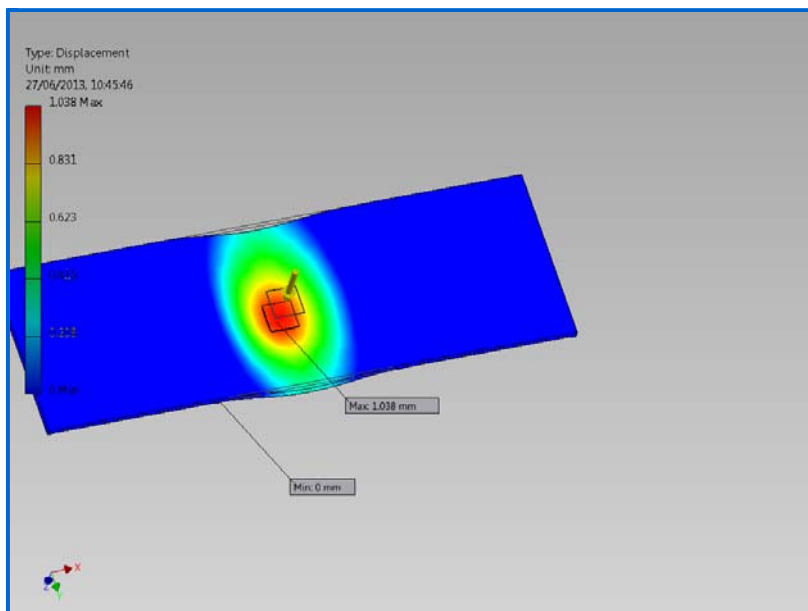 Type: Displacement
Unit: mm
27/06/2013, 10:45:46
1.038 Max
0.831
0.623
Max: 1.038 mm
Min: 0 mm
X
Z
Y